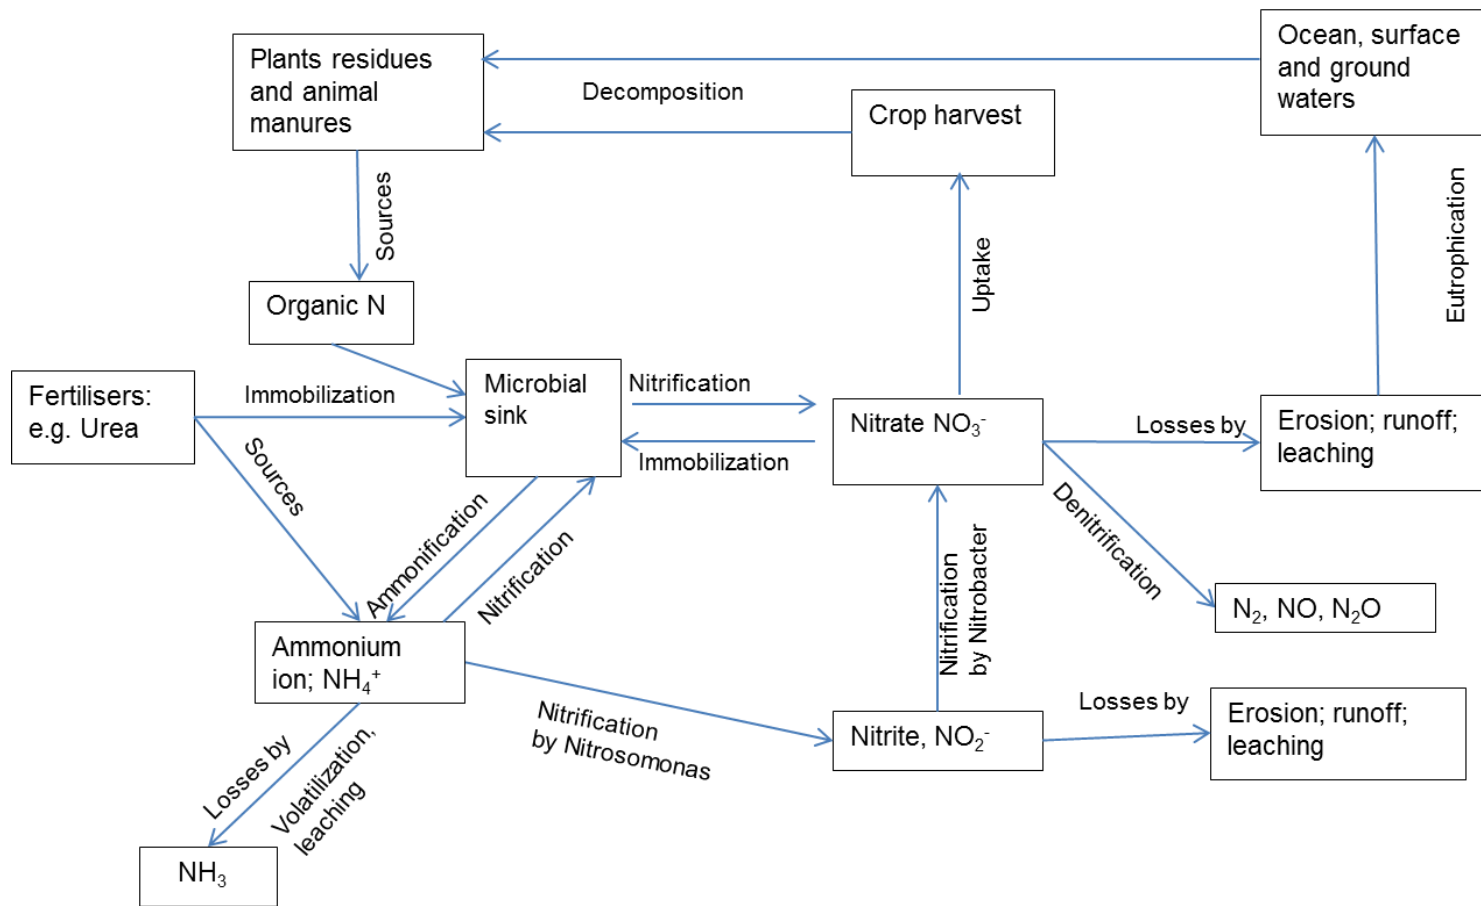 Plants residues
and animal
manures
Ocean, surface
and ground
waters
Decomposition
Crop harvest
Sources
Uptake
Eutrophication
Organic N
Fertilisers:
e.g. Urea
Immobilization
Microbial
sink
Nitrification
Immobilization
Nitrate NO₃⁻
Losses by
Erosion; runoff;
leaching
Sources
Ammonification
Nitrification
Denitrification
Nitrification
by Nitrobacter
N₂, NO, N₂O
Ammonium
ion; NH₄⁺
Nitrification
by Nitrosomonas
Nitrite, NO₂⁻
Losses by
Erosion; runoff;
leaching
Losses by
Volatilization,
leaching
NH₃